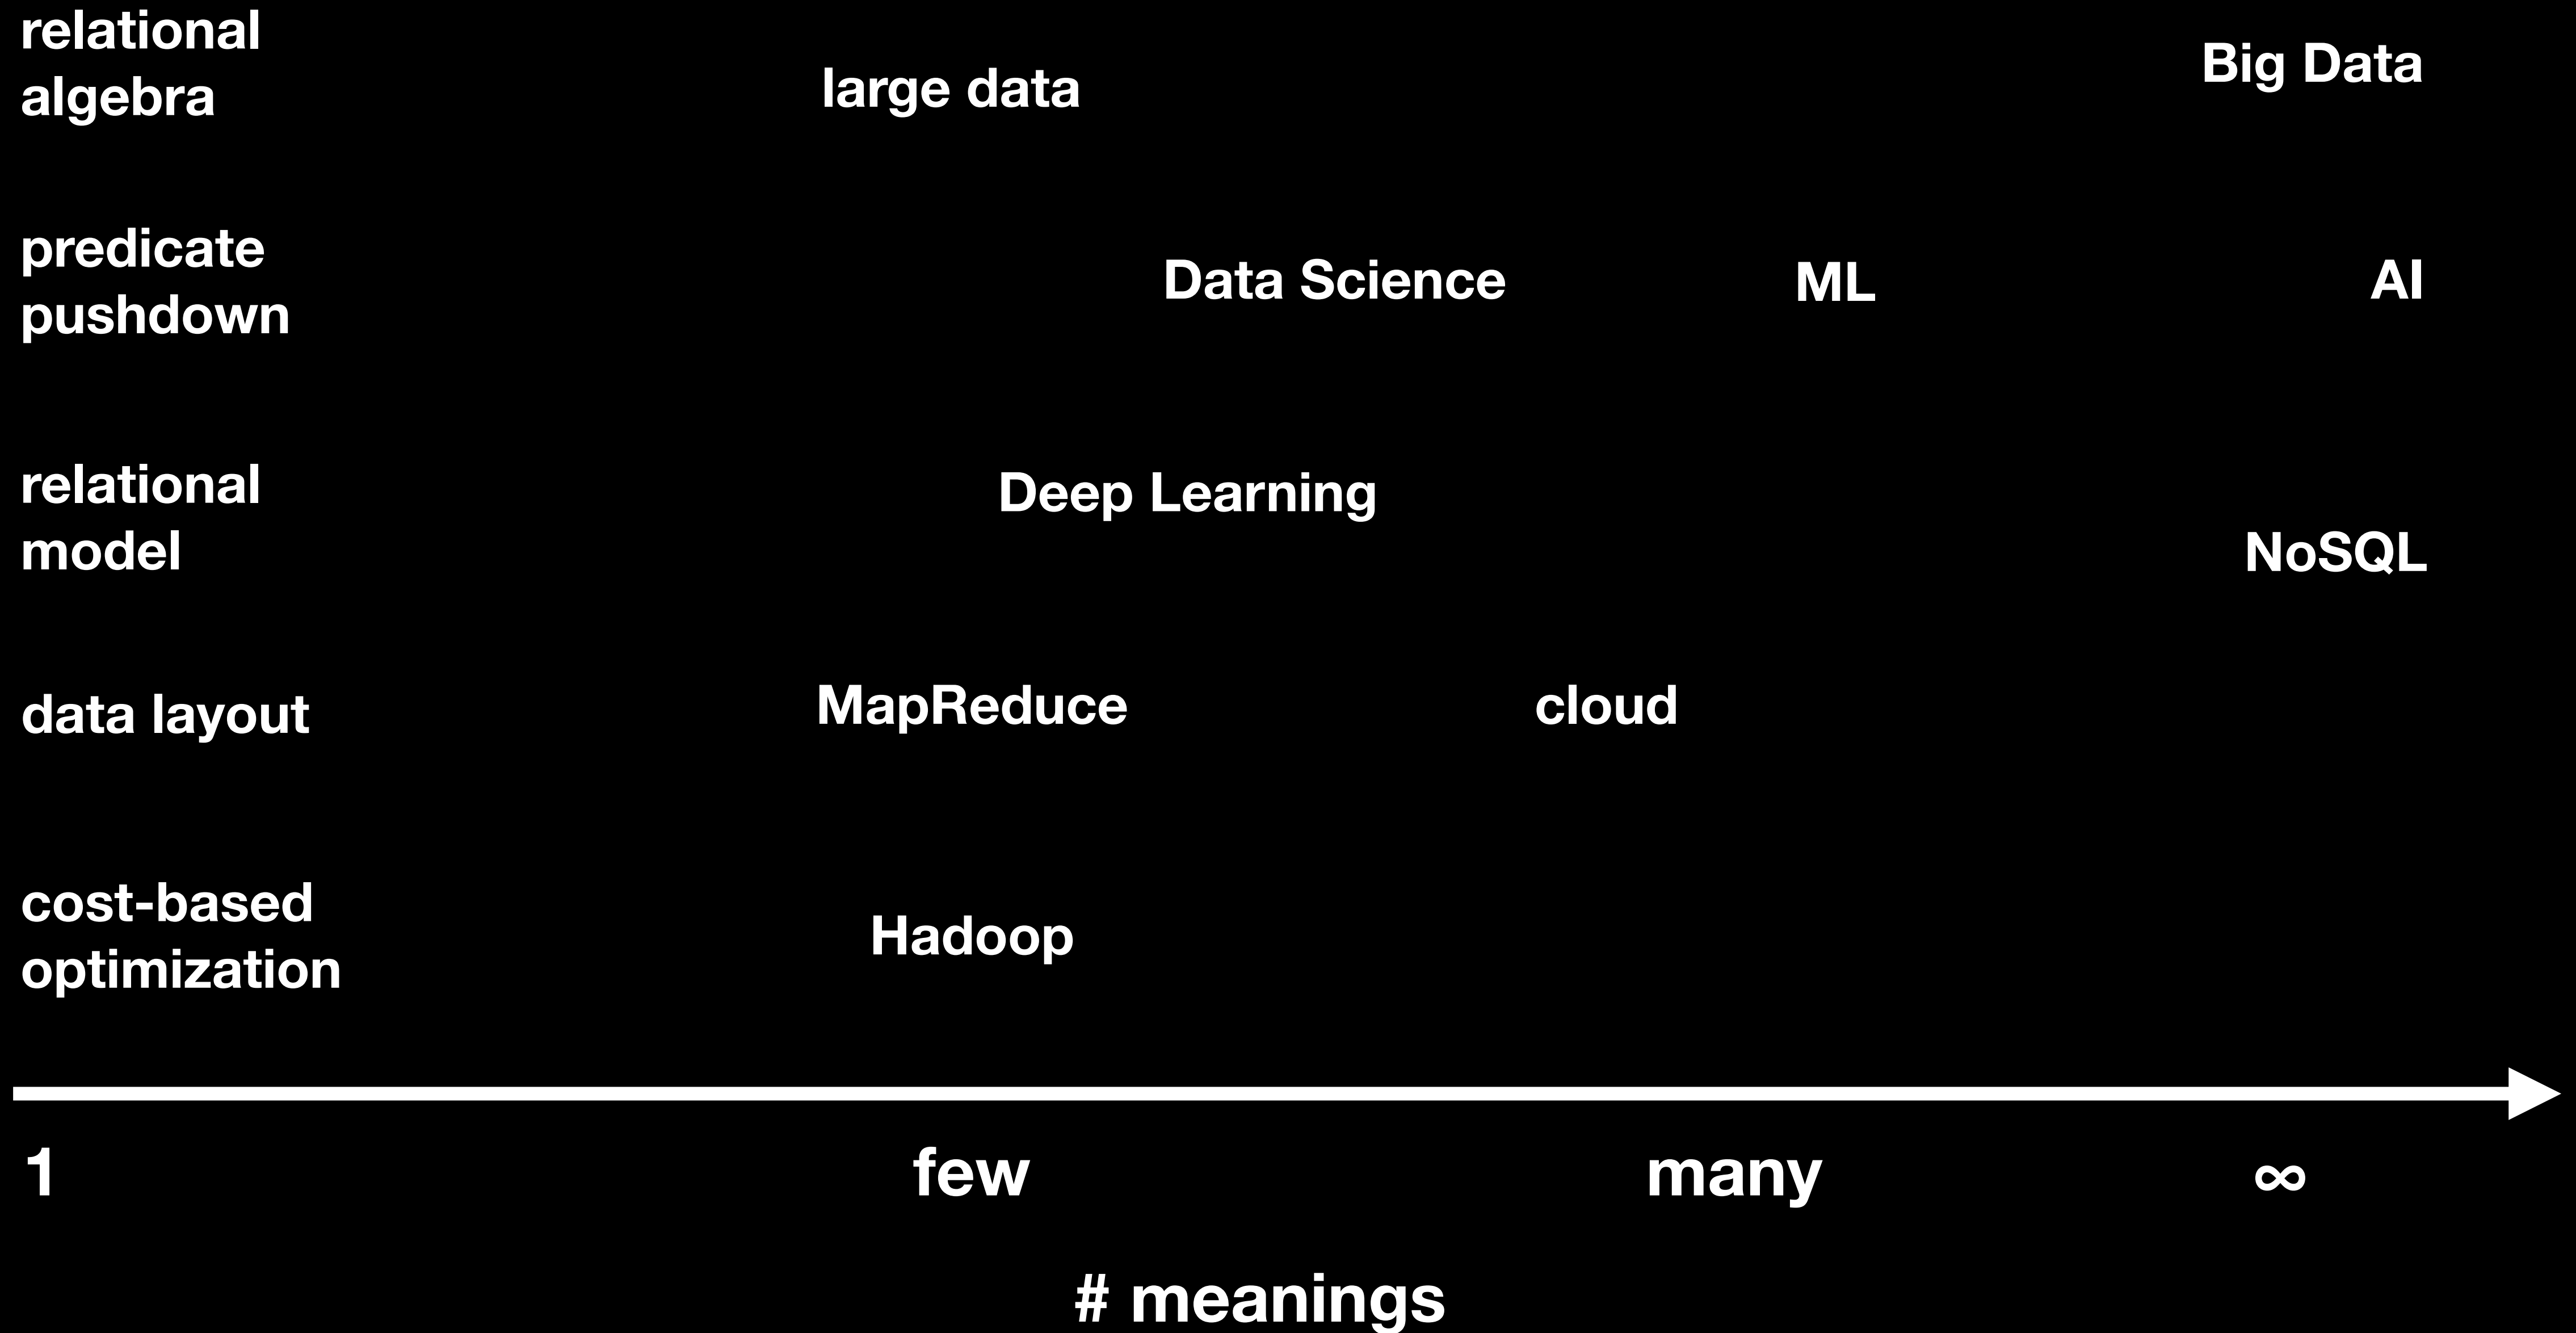 relational
algebra
large data
Big Data
predicate
pushdown
Data Science
ML
AI
relational
model
Deep Learning
NoSQL
data layout
MapReduce
cloud
cost-based
optimization
Hadoop
1
few
many
∞
# meanings